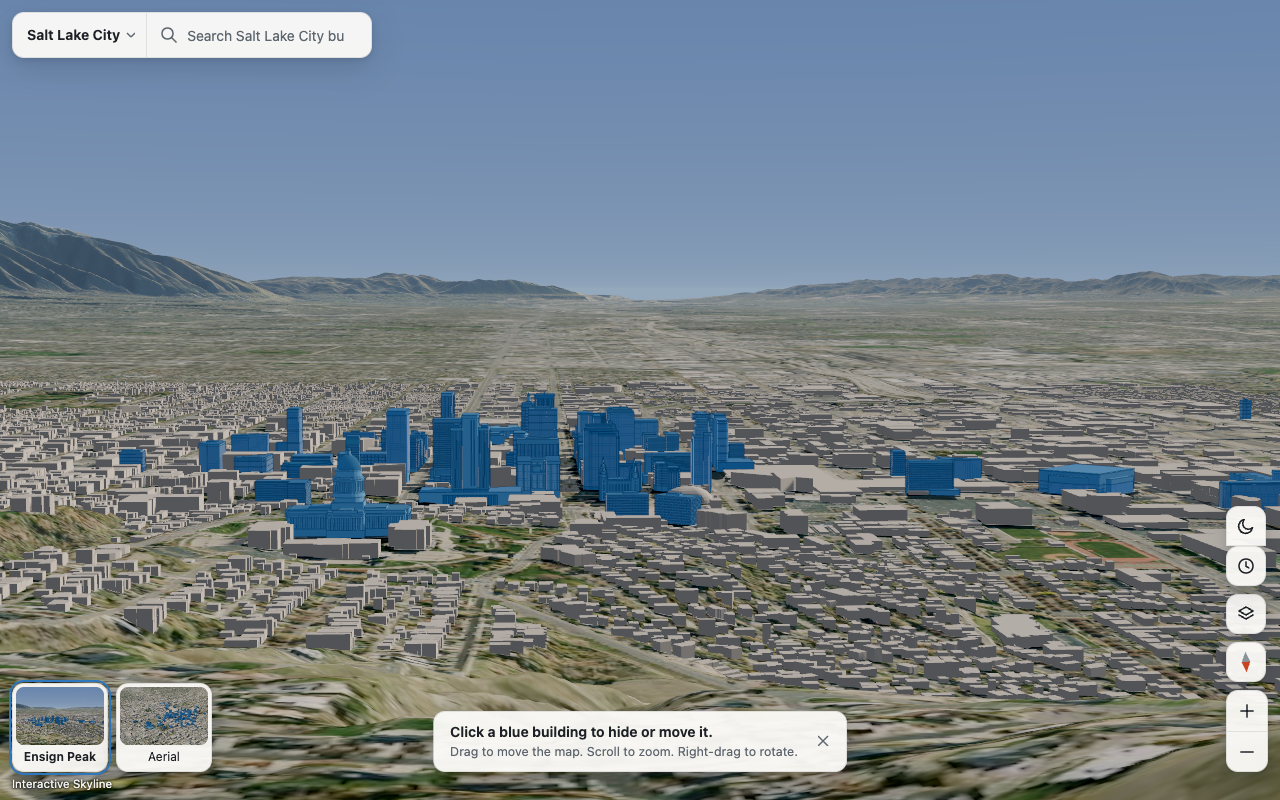 Salt Lake City
Search Salt Lake City bu
Click a blue building to hide or move it.
Drag to move the map. Scroll to zoom. Right-drag to rotate.
Ensign Peak
Aerial
Interactive Skyline